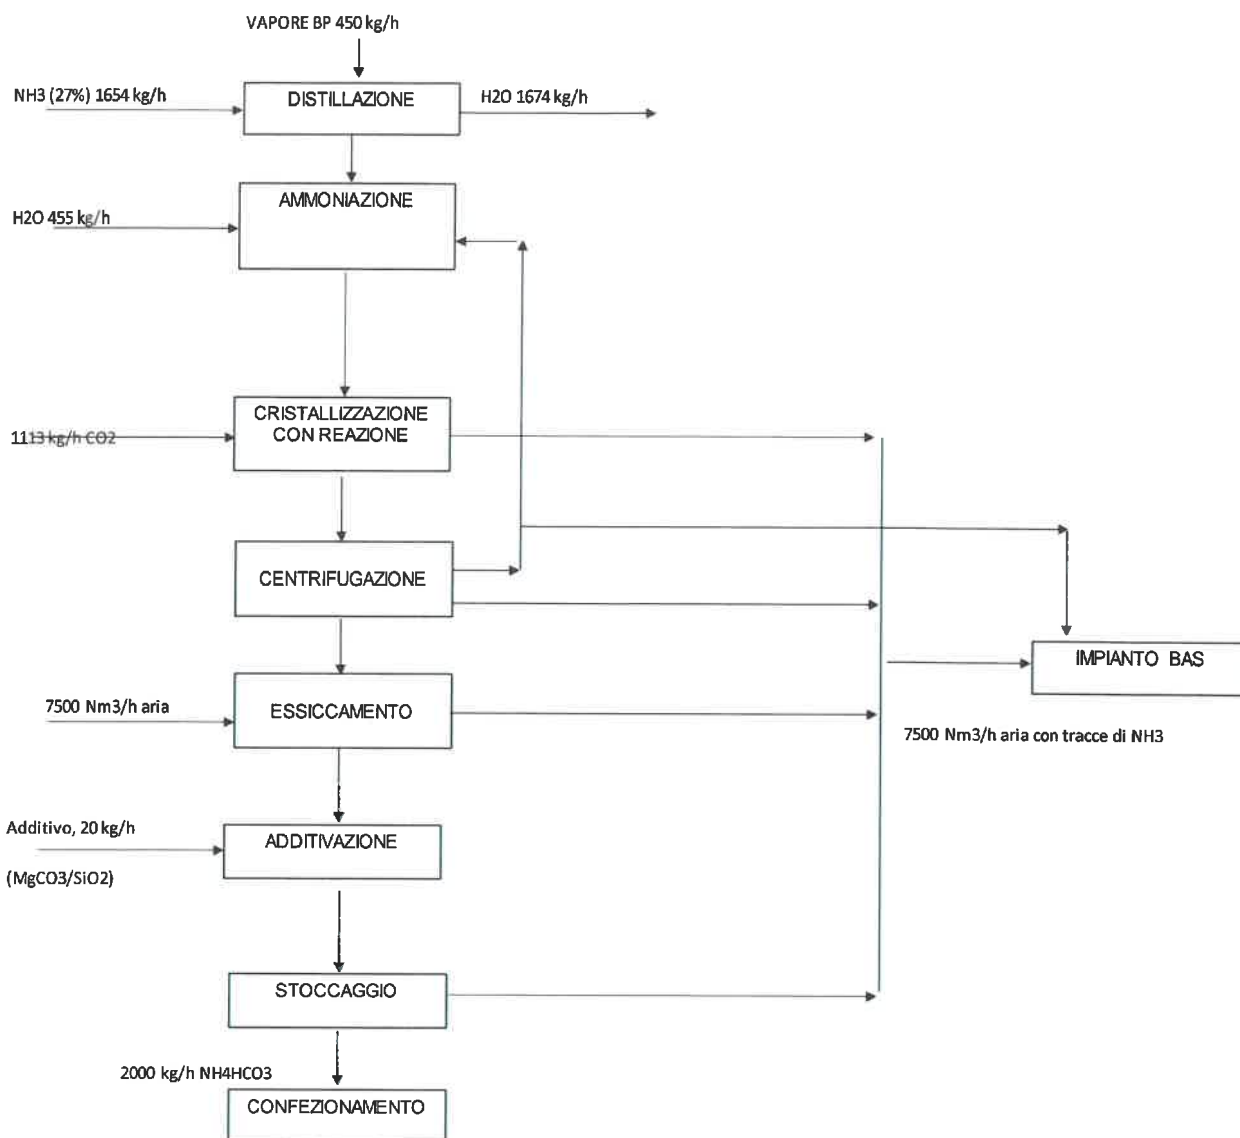 VAPORE BP 450 kg/h
NH3 (27%) 1654 kg/h
DISTILLAZIONE
H2O 1674 kg/h
AMMONIAZIONE
H2O 455 kg/h
CRISTALLIZZAZIONE
CON REAZIONE
1113 kg/h CO2
CENTRIFUGAZIONE
IMPIANTO BAS
7500 Nm3/h aria
ESSICCAMENTO
7500 Nm3/h aria con tracce di NH3
Additivo, 20 kg/h
ADDITIVAZIONE
(MgCO3/SiO2)
STOCCAGGIO
2000 kg/h NH4HCO3
CONFEZIONAMENTO